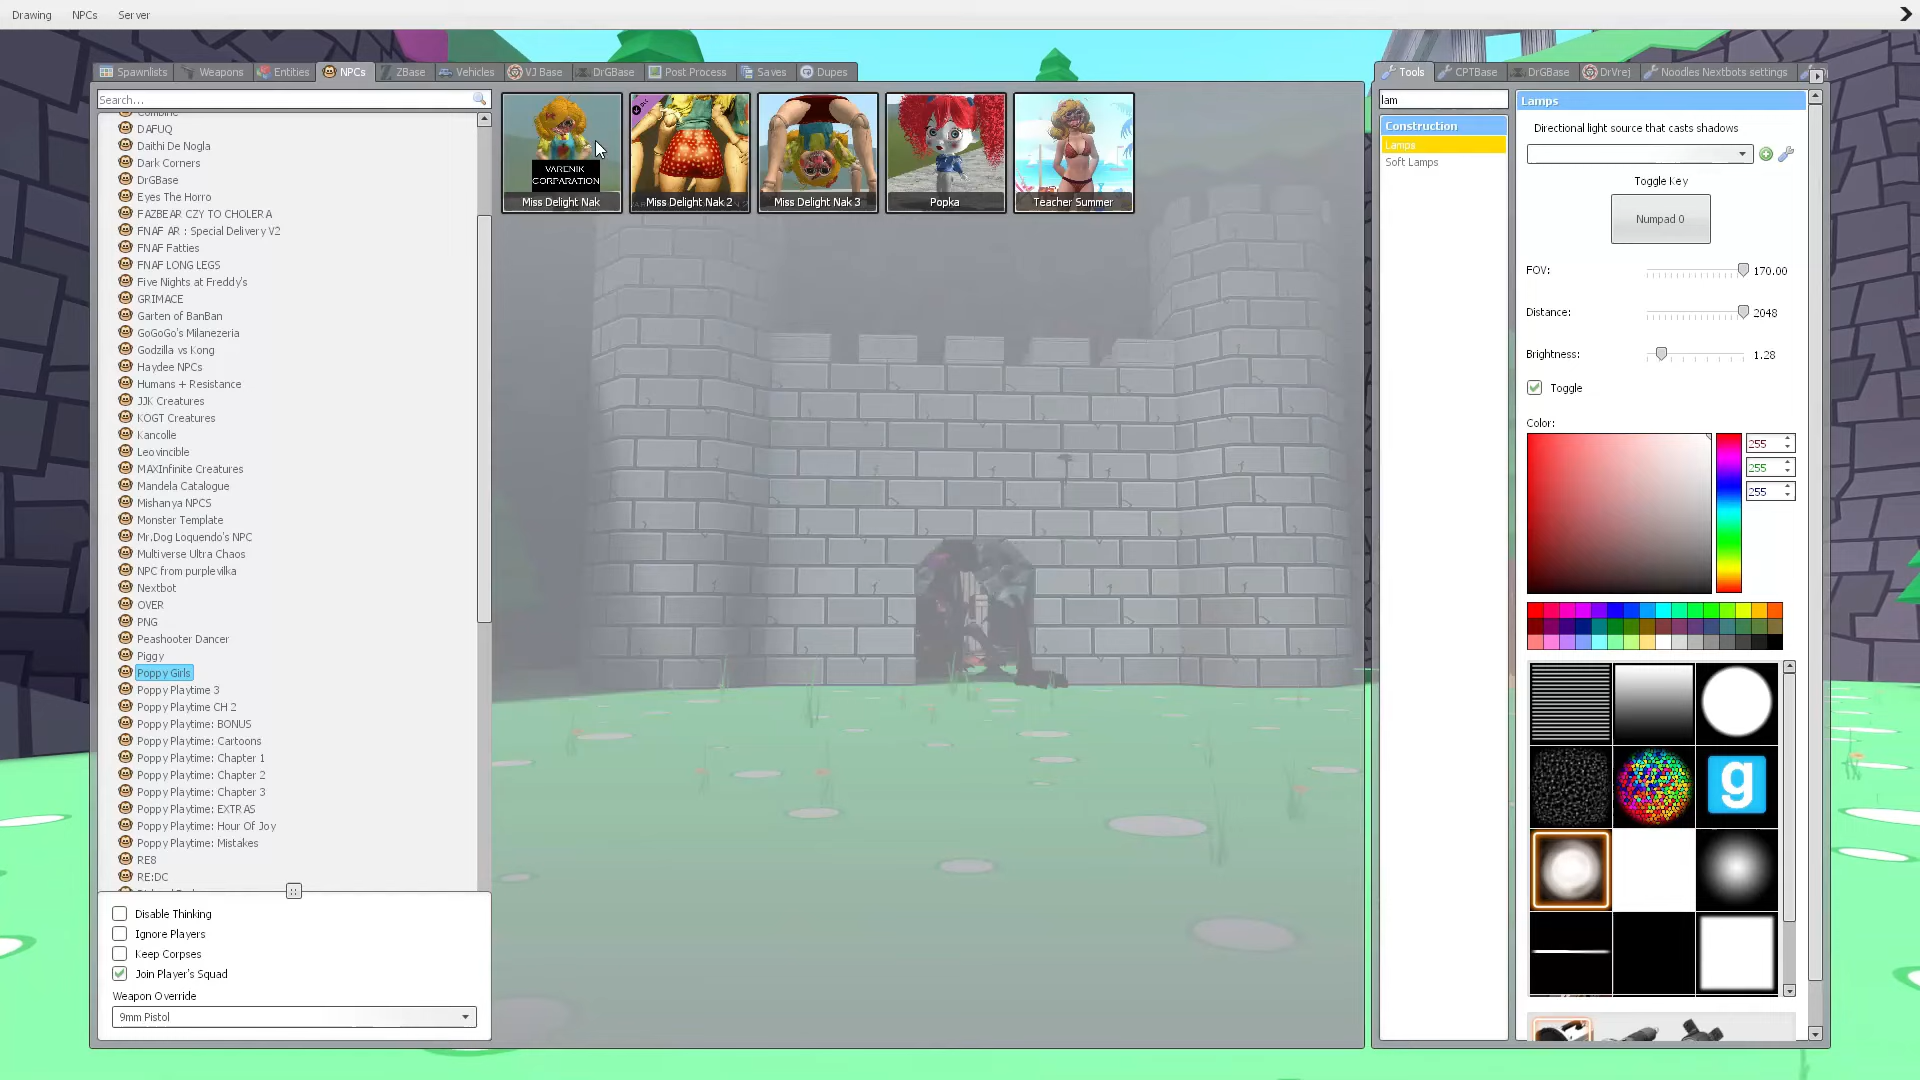 Drawing NPCs Server
Spawnlists Weapons Entities NPCs ZBase Vehicles VJ Base DrGBase Post Process Saves Dupes
Search...
DAFUQ
Daithi De Nogla
Dark Corners
DrGBase
Eyes The Horro
FAZBEAR CZY TO CHOLERA
FNAF AR : Special Delivery V2
FNAF Fatties
FNAF LONG LEGS
Five Nights at Freddy's
GRIMACE
Garten of BanBan
GoGoGo's Milanezeria
Godzilla vs Kong
Haydee NPCs
Humans + Resistance
JJK Creatures
KOGT Creatures
Kancolle
Leovincible
MAXInfinite Creatures
Mandela Catalogue
Mishanya NPCS
Monster Template
Mr.Dog Loquendo's NPC
Multiverse Ultra Chaos
NPC from purplevilka
Nextbot
OVER
PNG
Peashooter Dancer
Piggy
Poppy Girls
Poppy Playtime 3
Poppy Playtime CH 2
Poppy Playtime: BONUS
Poppy Playtime: Cartoons
Poppy Playtime: Chapter 1
Poppy Playtime: Chapter 2
Poppy Playtime: Chapter 3
Poppy Playtime: EXTRAS
Poppy Playtime: Hour Of Joy
Poppy Playtime: Mistakes
RE8
RE:DC
Disable Thinking
Ignore Players
Keep Corpses
Join Player's Squad
Weapon Override
9mm Pistol
VARENIK
CORPARATION
Miss Delight Nak
Miss Delight Nak 2
Miss Delight Nak 3
Popka
Teacher Summer
Tools CPTBase DrGBase DrVrej Noodles Nextbots settings
lam
Construction
Lamps
Soft Lamps
Lamps
Directional light source that casts shadows
Toggle Key
Numpad 0
FOV: 170.00
Distance: 2048
Brightness: 1.28
Toggle
Color:
255
255
255
g